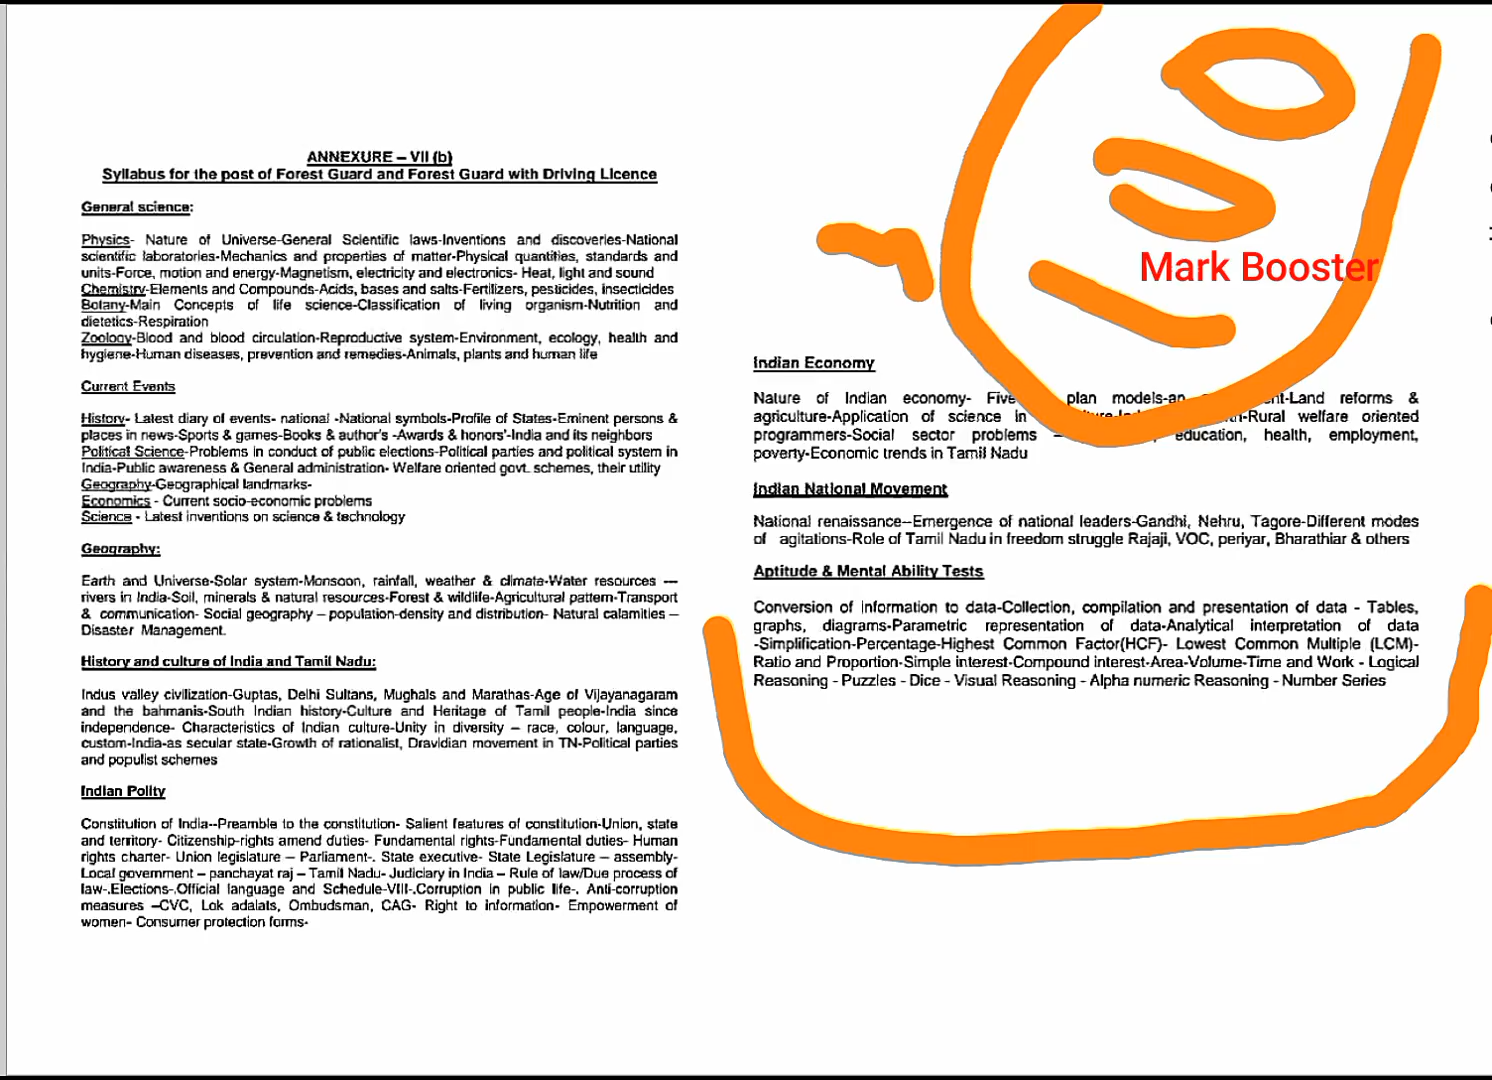 ANNEXURE – VII (b)
Syllabus for the post of Forest Guard and Forest Guard with Driving Licence
General science:
Physics- Nature of Universe-General Scientific laws-Inventions and discoveries-National
scientific laboratories-Mechanics and properties of matter-Physical quantities, standards and
units-Force, motion and energy-Magnetism, electricity and electronics- Heat, light and sound
Chemistry-Elements and Compounds-Acids, bases and salts-Fertilizers, pesticides, insecticides
Botany-Main Concepts of life science-Classification of living organism-Nutrition and
dietetics-Respiration
Zoology-Blood and blood circulation-Reproductive system-Environment, ecology, health and
hygiene-Human diseases, prevention and remedies-Animals, plants and human life
Current Events
History- Latest diary of events- national -National symbols-Profile of States-Eminent persons &
places in news-Sports & games-Books & author's -Awards & honors'-India and its neighbors
Political Science-Problems in conduct of public elections-Political parties and political system in
India-Public awareness & General administration- Welfare oriented govt. schemes, their utility
Geography-Geographical landmarks-
Economics - Current socio-economic problems
Science - Latest inventions on science & technology
Geography:
Earth and Universe-Solar system-Monsoon, rainfall, weather & climate-Water resources ---
rivers in India-Soil, minerals & natural resources-Forest & wildlife-Agricultural pattern-Transport
& communication- Social geography – population-density and distribution- Natural calamities –
Disaster Management.
History and culture of India and Tamil Nadu:
Indus valley civilization-Guptas, Delhi Sultans, Mughals and Marathas-Age of Vijayanagaram
and the bahmanis-South Indian history-Culture and Heritage of Tamil people-India since
independence- Characteristics of Indian culture-Unity in diversity – race, colour, language,
custom-India-as secular state-Growth of rationalist, Dravidian movement in TN-Political parties
and populist schemes
Indian Polity
Constitution of India--Preamble to the constitution- Salient features of constitution-Union, state
and territory- Citizenship-rights amend duties- Fundamental rights-Fundamental duties- Human
rights charter- Union legislature – Parliament-. State executive- State Legislature – assembly-
Local government – panchayat raj – Tamil Nadu- Judiciary in India – Rule of law/Due process of
law-.Elections-.Official language and Schedule-VIII-.Corruption in public life-. Anti-corruption
measures –CVC, Lok adalats, Ombudsman, CAG- Right to information- Empowerment of
women- Consumer protection forms-
Mark Booster
Indian Economy
Nature of Indian economy- Five plan models-an Land reforms &
agriculture-Application of science in Rural welfare oriented
programmers-Social sector problems – education, health, employment,
poverty-Economic trends in Tamil Nadu
Indian National Movement
National renaissance--Emergence of national leaders-Gandhi, Nehru, Tagore-Different modes
of agitations-Role of Tamil Nadu in freedom struggle Rajaji, VOC, periyar, Bharathiar & others
Aptitude & Mental Ability Tests
Conversion of information to data-Collection, compilation and presentation of data - Tables,
graphs, diagrams-Parametric representation of data-Analytical interpretation of data
-Simplification-Percentage-Highest Common Factor(HCF)- Lowest Common Multiple (LCM)-
Ratio and Proportion-Simple interest-Compound interest-Area-Volume-Time and Work - Logical
Reasoning - Puzzles - Dice - Visual Reasoning - Alpha numeric Reasoning - Number Series